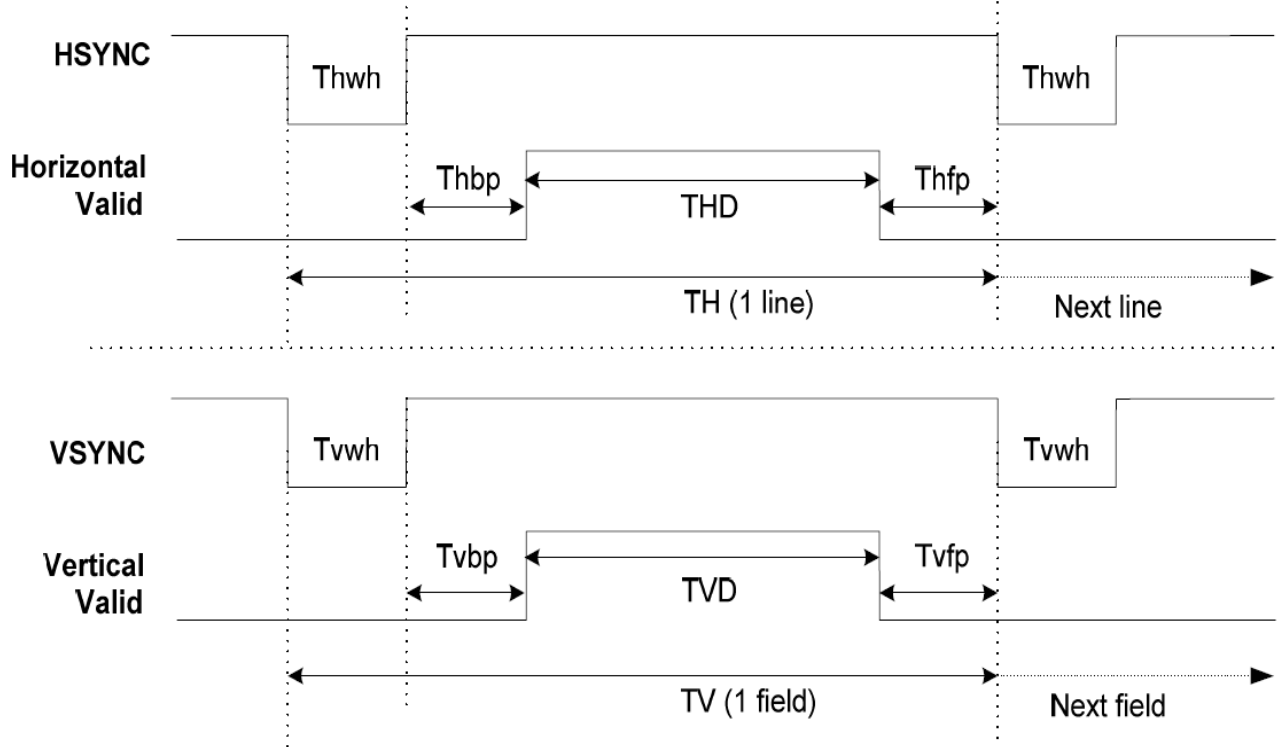 HSYNC
Thwh
Thwh
Horizontal
Valid
Thbp
THD
Thfp
TH (1 line)
Next line
VSYNC
Tvwh
Tvwh
Vertical
Valid
Tvbp
TVD
Tvfp
TV (1 field)
Next field